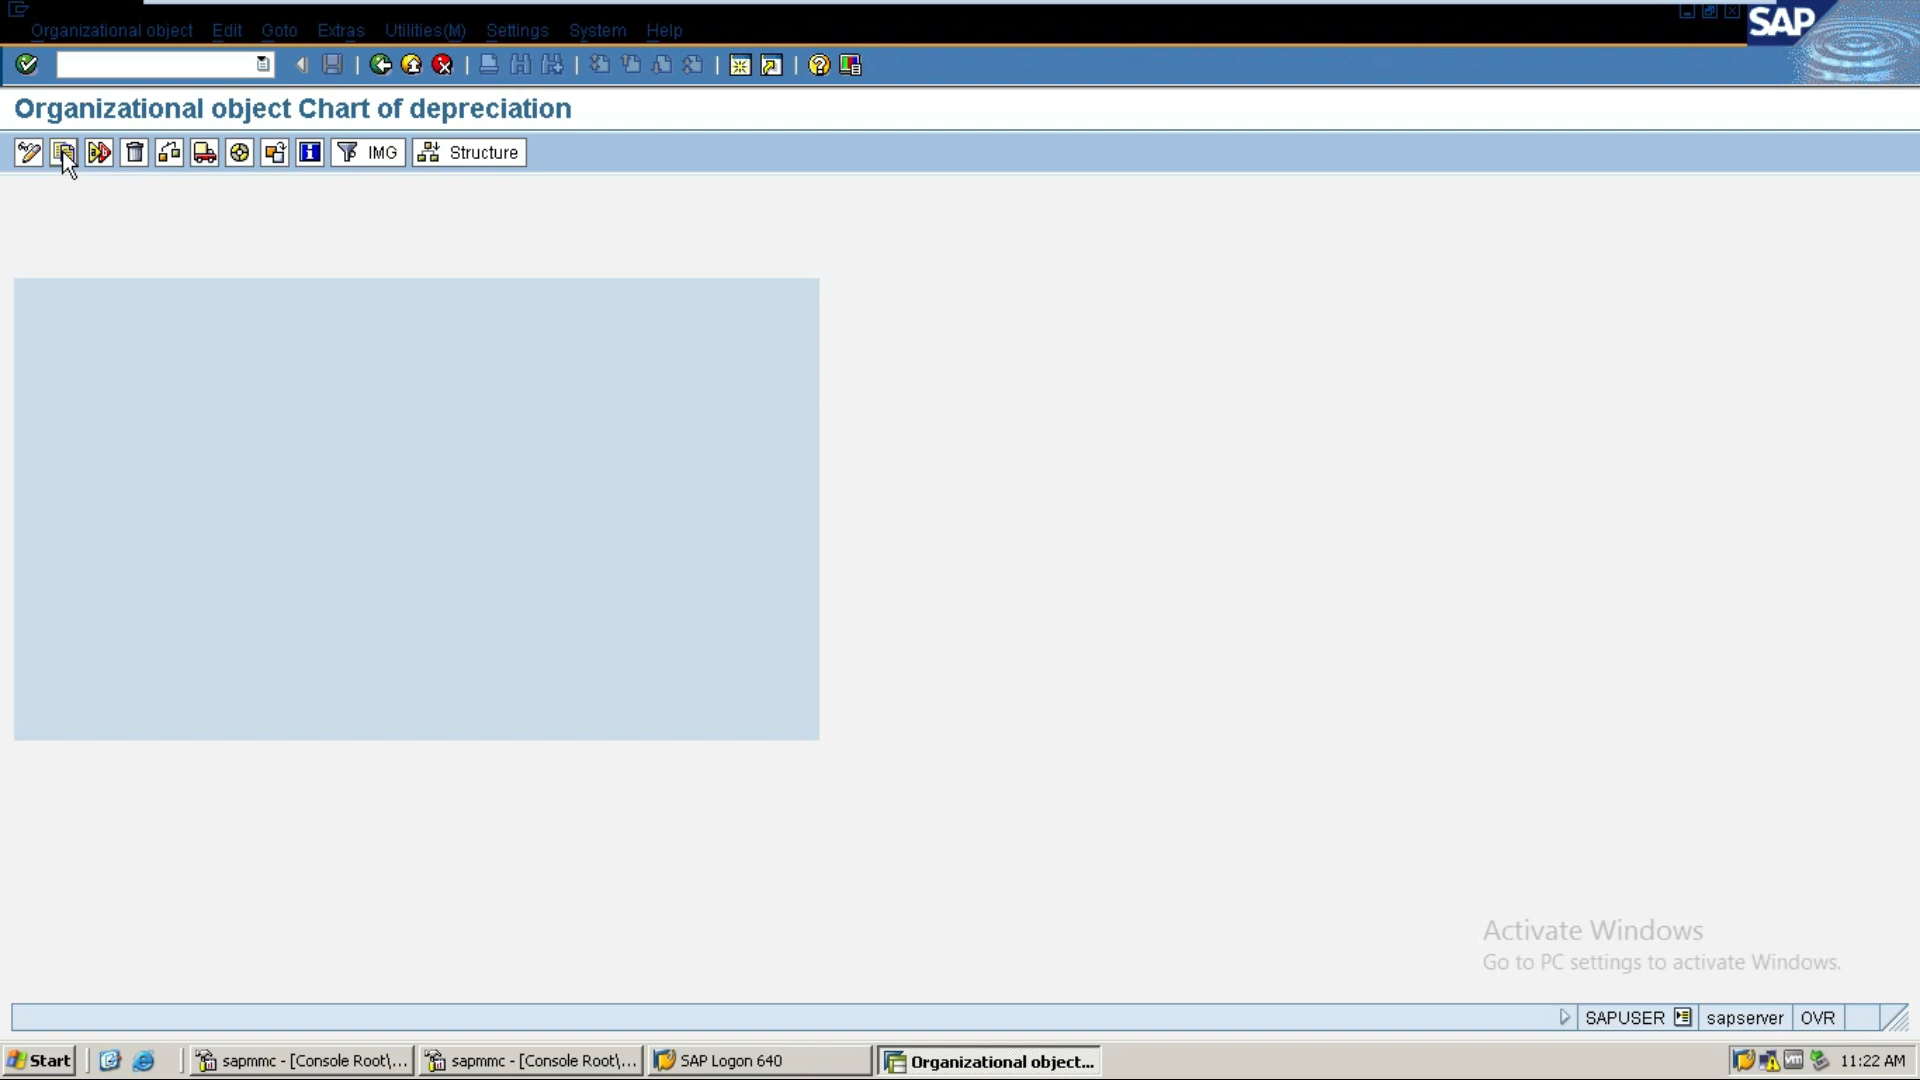 Organizational object Edit Goto Extras Utilities(M) Settings System Help
SAP
Organizational object Chart of depreciation
IMG Structure
Activate Windows
Go to PC settings to activate Windows.
SAPUSER sapserver OVR
Start sapmmc - [Console Root\... sapmmc - [Console Root\... SAP Logon 640 Organizational object... 11:22 AM